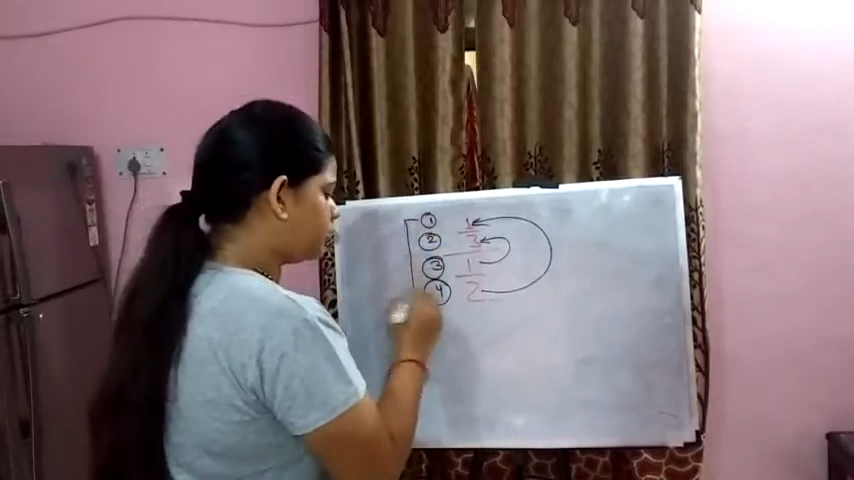 ① 1
② 3
③ 1
④ 2